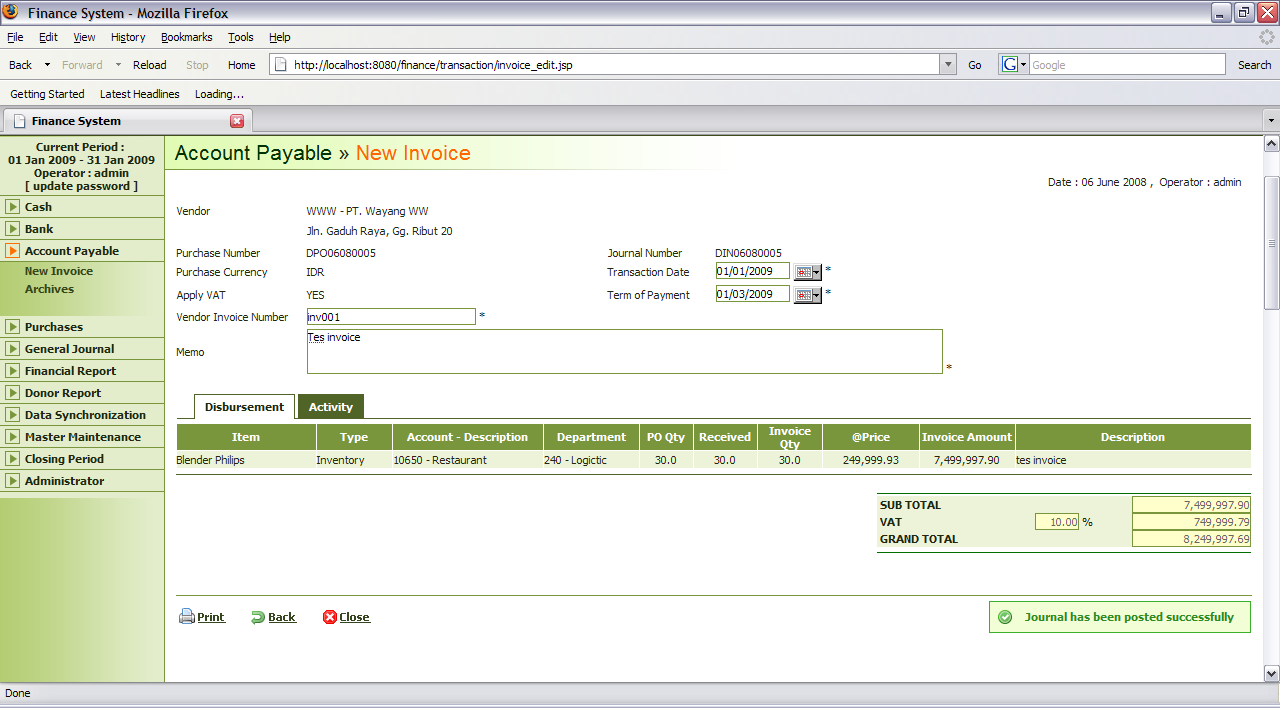 Finance System - Mozilla Firefox
File Edit View History Bookmarks Tools Help
Back Forward Reload Stop Home http://localhost:8080/finance/transaction/invoice_edit.jsp Go G Google Search
Getting Started Latest Headlines Loading...
Finance System
Current Period :
01 Jan 2009 - 31 Jan 2009
Operator : admin
[ update password ]
Cash
Bank
Account Payable
New Invoice
Archives
Purchases
General Journal
Financial Report
Donor Report
Data Synchronization
Master Maintenance
Closing Period
Administrator
Account Payable » New Invoice
Date : 06 June 2008 , Operator : admin
Vendor WWW - PT. Wayang WW
Jln. Gaduh Raya, Gg. Ribut 20
Purchase Number DPO06080005 Journal Number DIN06080005
Purchase Currency IDR Transaction Date 01/01/2009 *
Apply VAT YES Term of Payment 01/03/2009 *
Vendor Invoice Number inv001 *
Memo Tes invoice *
Disbursement Activity
Item Type Account - Description Department PO Qty Received Invoice Qty @Price Invoice Amount Description
Blender Philips Inventory 10650 - Restaurant 240 - Logictic 30.0 30.0 30.0 249,999.93 7,499,997.90 tes invoice
SUB TOTAL 7,499,997.90
VAT 10.00 % 749,999.79
GRAND TOTAL 8,249,997.69
Print Back Close Journal has been posted successfully
Done